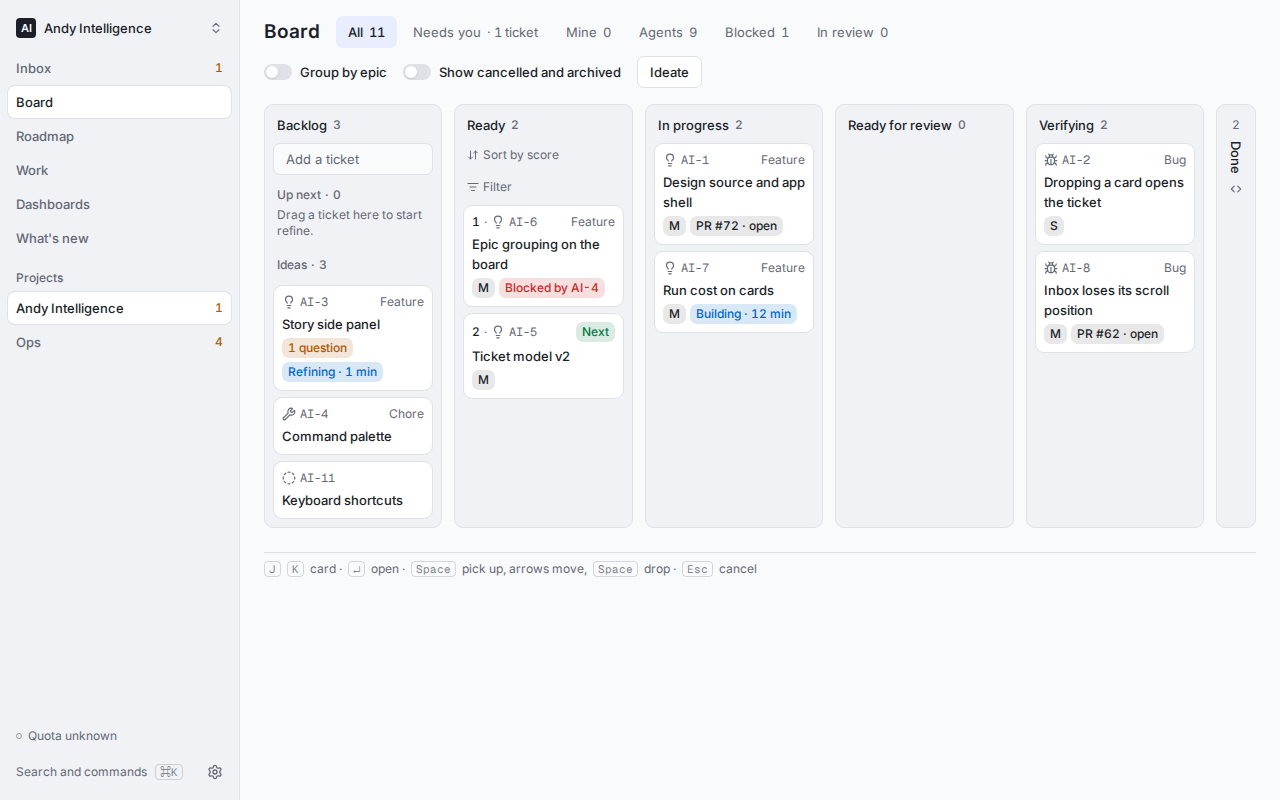 AI Andy Intelligence
Inbox 1
Board
Roadmap
Work
Dashboards
What's new
Projects
Andy Intelligence 1
Ops 4
Quota unknown
Search and commands ⌘K
Board All 11 Needs you · 1 ticket Mine 0 Agents 9 Blocked 1 In review 0
Group by epic Show cancelled and archived Ideate
Backlog 3
Add a ticket
Up next · 0
Drag a ticket here to start
refine.
Ideas · 3
AI-3 Feature
Story side panel
1 question
Refining · 1 min
AI-4 Chore
Command palette
AI-11
Keyboard shortcuts
Ready 2
Sort by score
Filter
1 · AI-6 Feature
Epic grouping on the
board
M Blocked by AI-4
2 · AI-5 Next
Ticket model v2
M
In progress 2
AI-1 Feature
Design source and app
shell
M PR #72 · open
AI-7 Feature
Run cost on cards
M Building · 12 min
Ready for review 0
Verifying 2
AI-2 Bug
Dropping a card opens
the ticket
S
AI-8 Bug
Inbox loses its scroll
position
M PR #62 · open
2
Done
J K card · ↵ open · Space pick up, arrows move, Space drop · Esc cancel